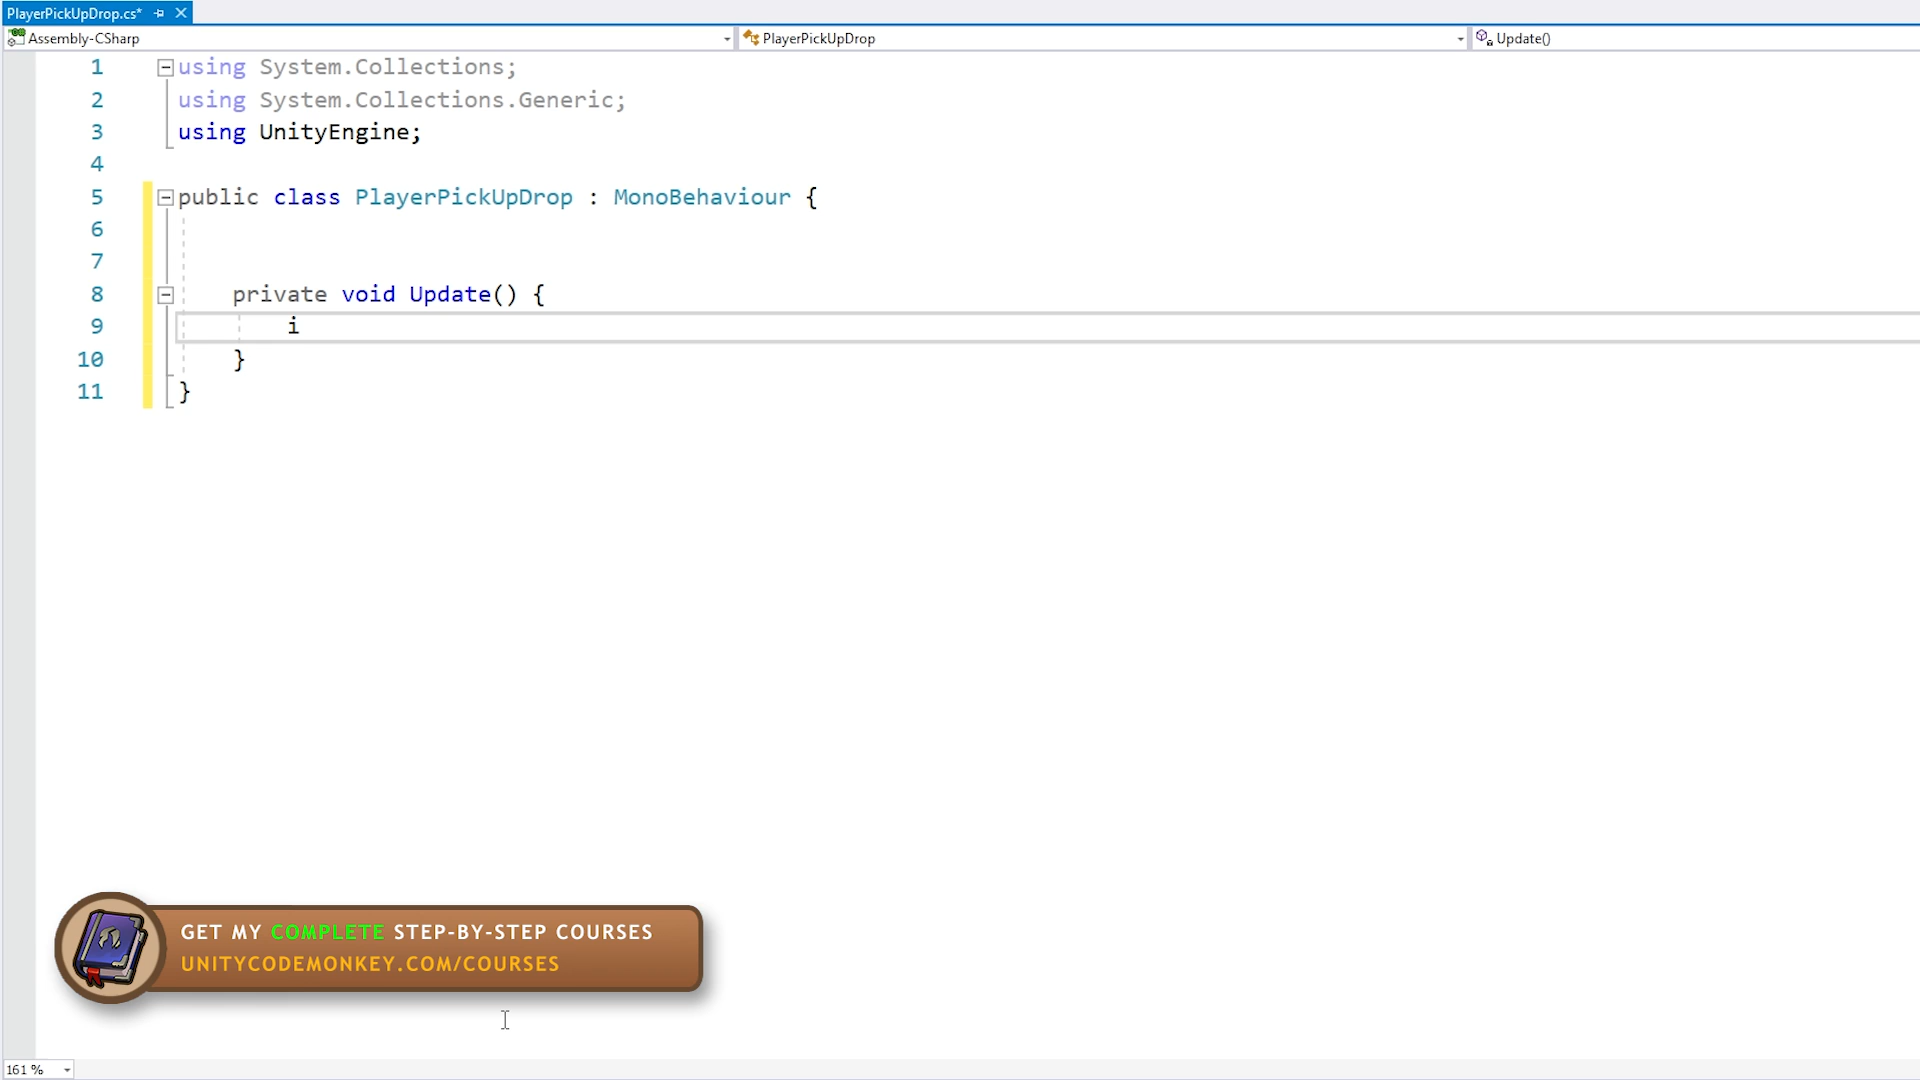 PlayerPickUpDrop.cs*
Assembly-CSharp PlayerPickUpDrop Update()
1 using System.Collections;
2 using System.Collections.Generic;
3 using UnityEngine;
4
5 public class PlayerPickUpDrop : MonoBehaviour {
6
7
8 private void Update() {
9 i
10 }
11 }
GET MY COMPLETE STEP-BY-STEP COURSES
UNITYCODEMONKEY.COM/COURSES
161 %